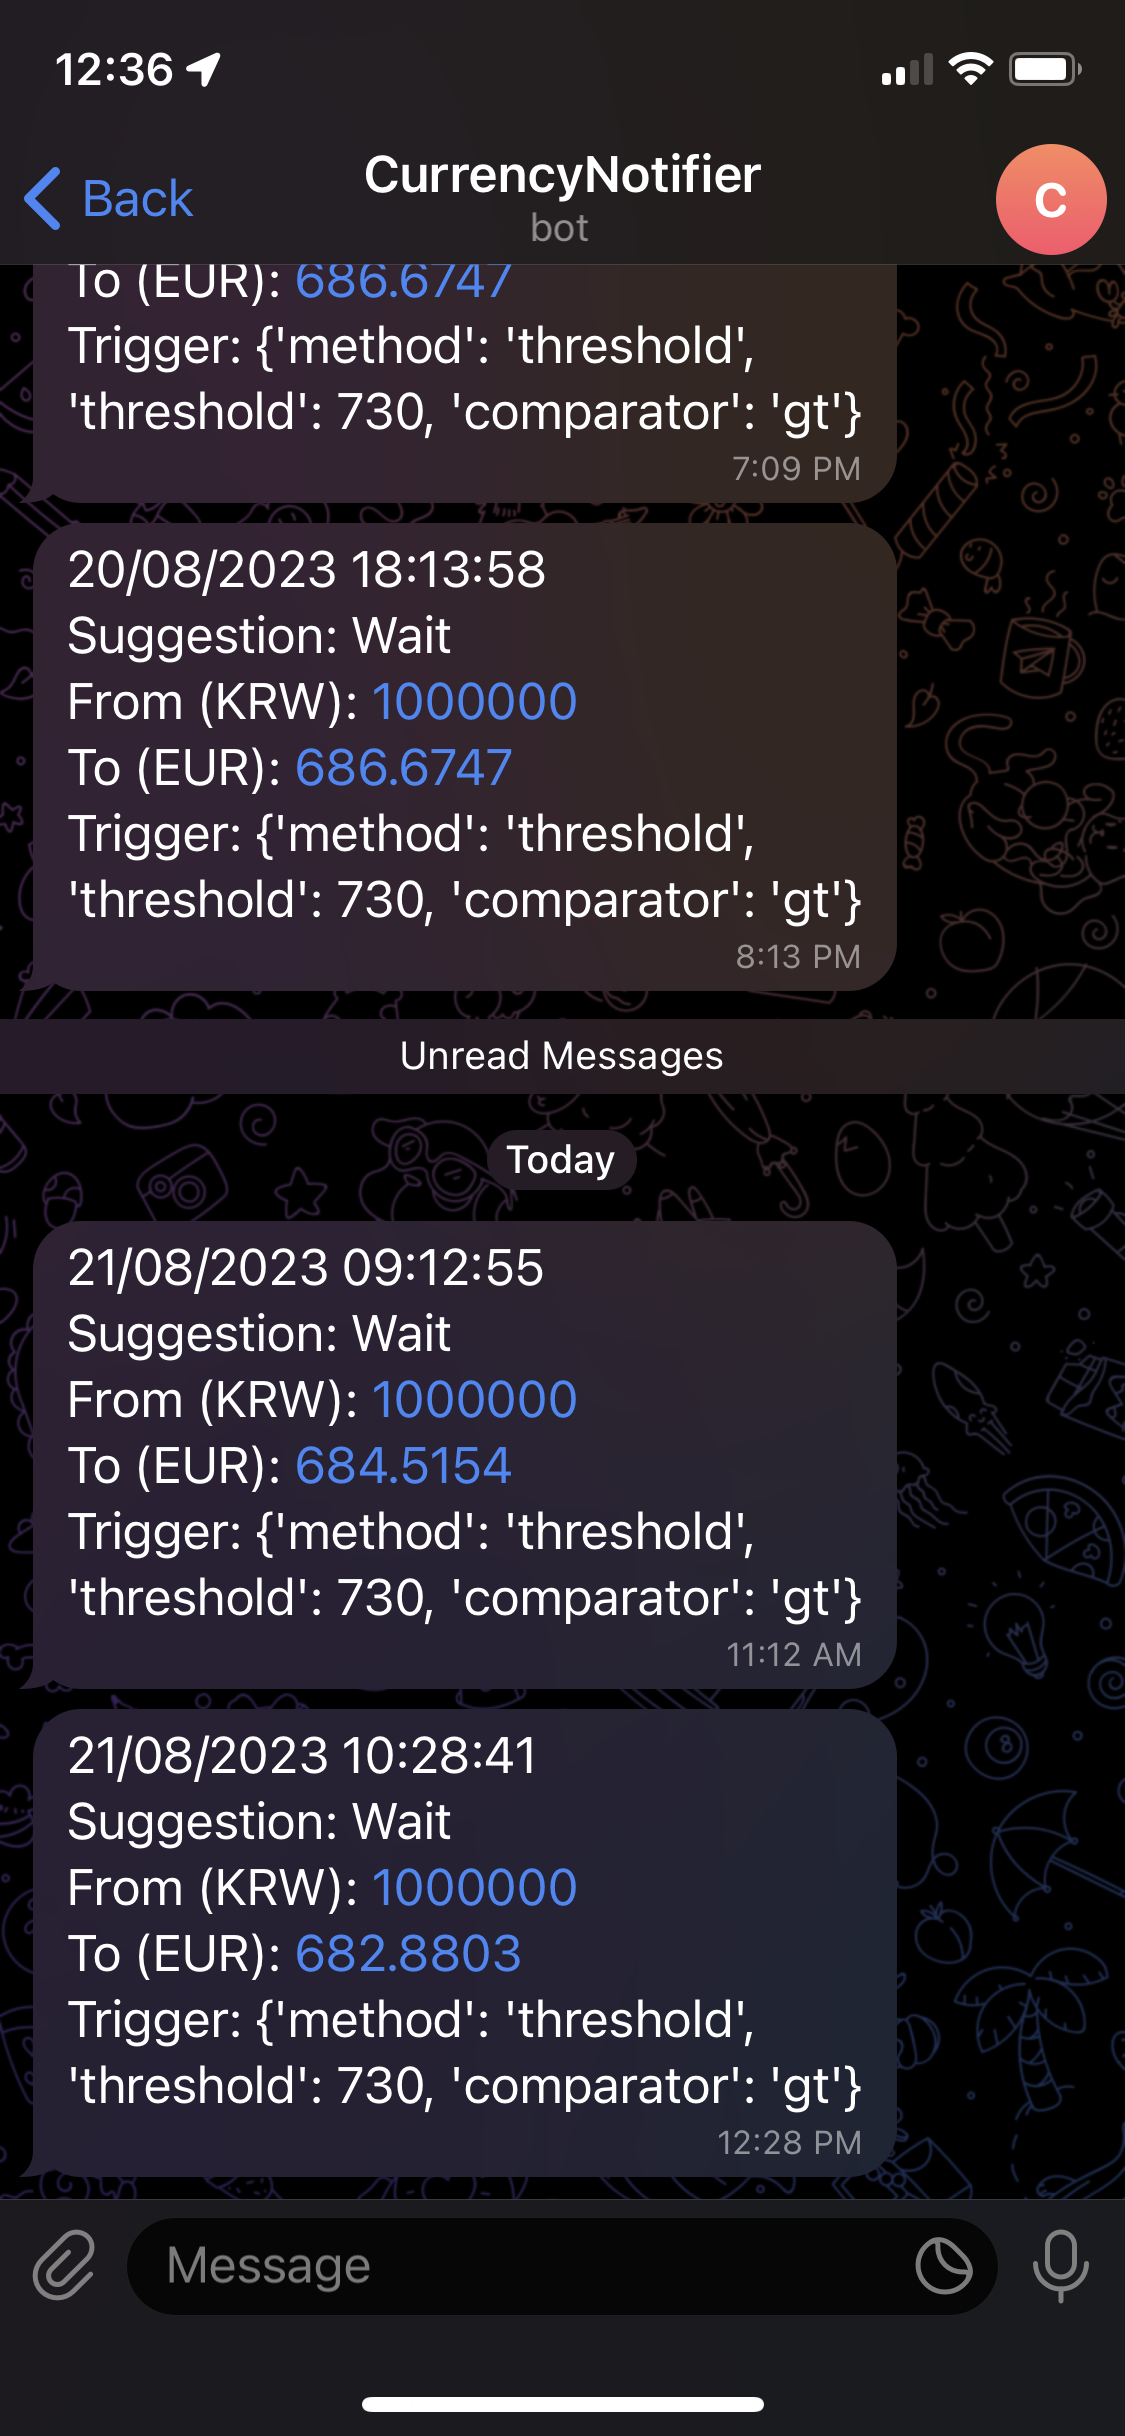 12:36
Back
CurrencyNotifier
C
bot
To (EUR): 686.6747
Trigger: {'method': 'threshold',
'threshold': 730, 'comparator': 'gt'}
7:09 PM
20/08/2023 18:13:58
Suggestion: Wait
From (KRW): 1000000
To (EUR): 686.6747
Trigger: {'method': 'threshold',
'threshold': 730, 'comparator': 'gt'}
8:13 PM
Unread Messages
Today
21/08/2023 09:12:55
Suggestion: Wait
From (KRW): 1000000
To (EUR): 684.5154
Trigger: {'method': 'threshold',
'threshold': 730, 'comparator': 'gt'}
11:12 AM
21/08/2023 10:28:41
Suggestion: Wait
From (KRW): 1000000
To (EUR): 682.8803
Trigger: {'method': 'threshold',
'threshold': 730, 'comparator': 'gt'}
12:28 PM
Message